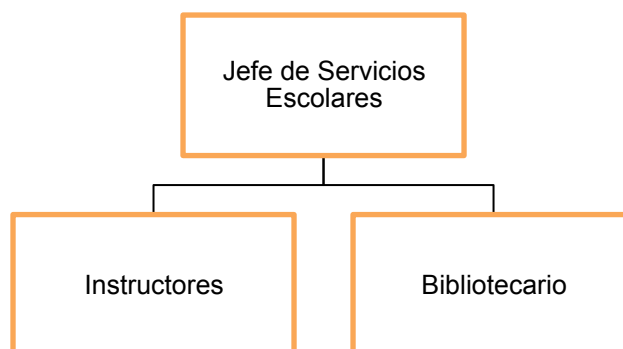 Jefe de Servicios
Escolares
Instructores
Bibliotecario